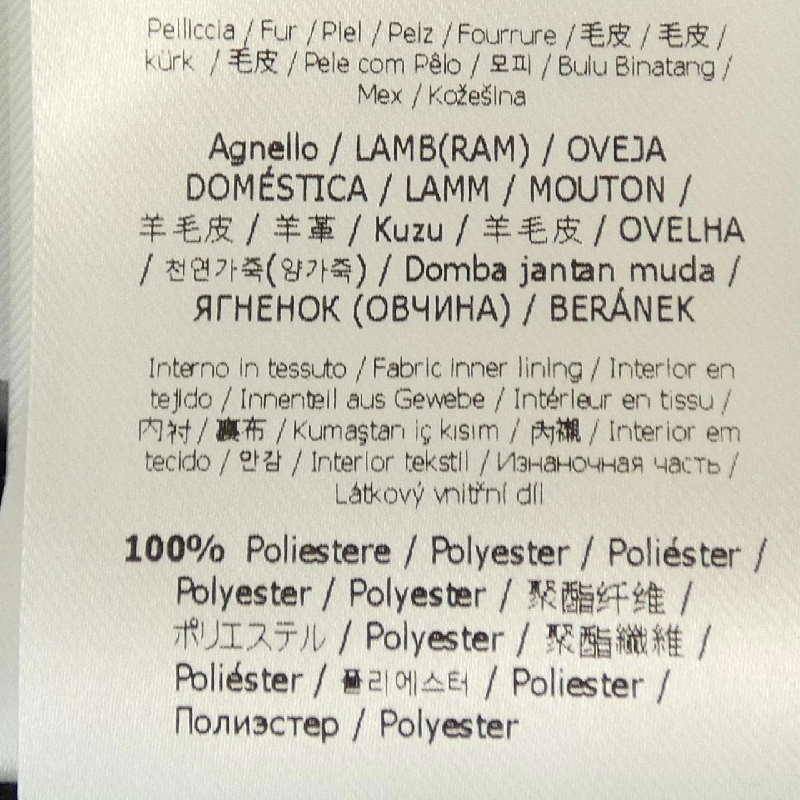 Pelliccia / Fur / Piel / Pelz / Fourrure / 毛皮 / 毛皮 /
kürk / 毛皮 / Pele com Pêlo / 모피 / Bulu Binatang /
Mex / Kožešina
Agnello / LAMB(RAM) / OVEJA
DOMÉSTICA / LAMM / MOUTON /
羊毛皮 / 羊革 / Kuzu / 羊毛皮 / OVELHA
/ 천연가죽(양가죽) / Domba jantan muda /
ЯГНЕНОК (ОВЧИНА) / BERÁNEK
Interno in tessuto / Fabric inner lining / Interior en
tejido / Innenteil aus Gewebe / Intérieur en tissu /
内衬 / 裏布 / Kumaştan iç kısım / 內襯 / Interior em
tecido / 안감 / Interior tekstil / Изнаночная часть /
Látkový vnitřní díl
100% Poliestere / Polyester / Poliéster /
Polyester / Polyester / 聚酯纤维 /
ポリエステル / Polyester / 聚酯纖維 /
Poliéster / 폴리에스터 / Poliester /
Полиэстер / Polyester